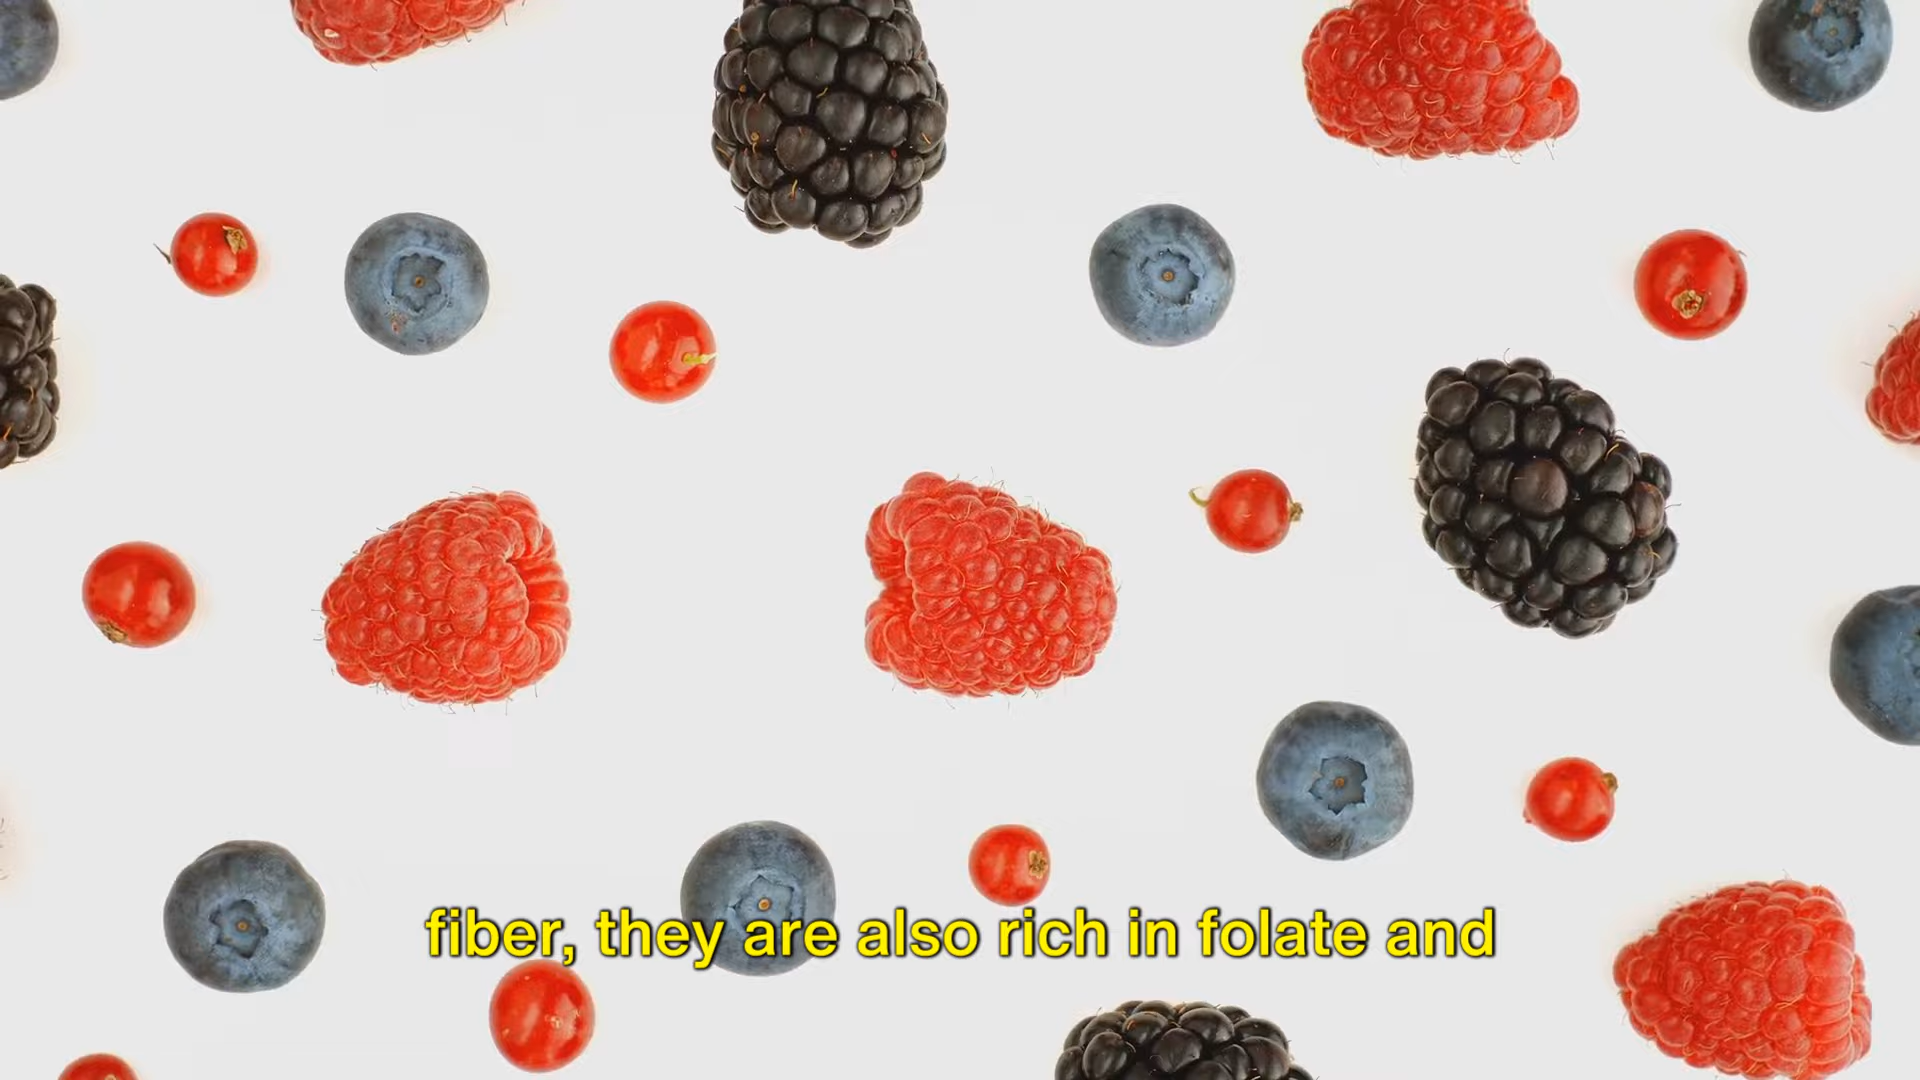 fiber, they are also rich in folate and